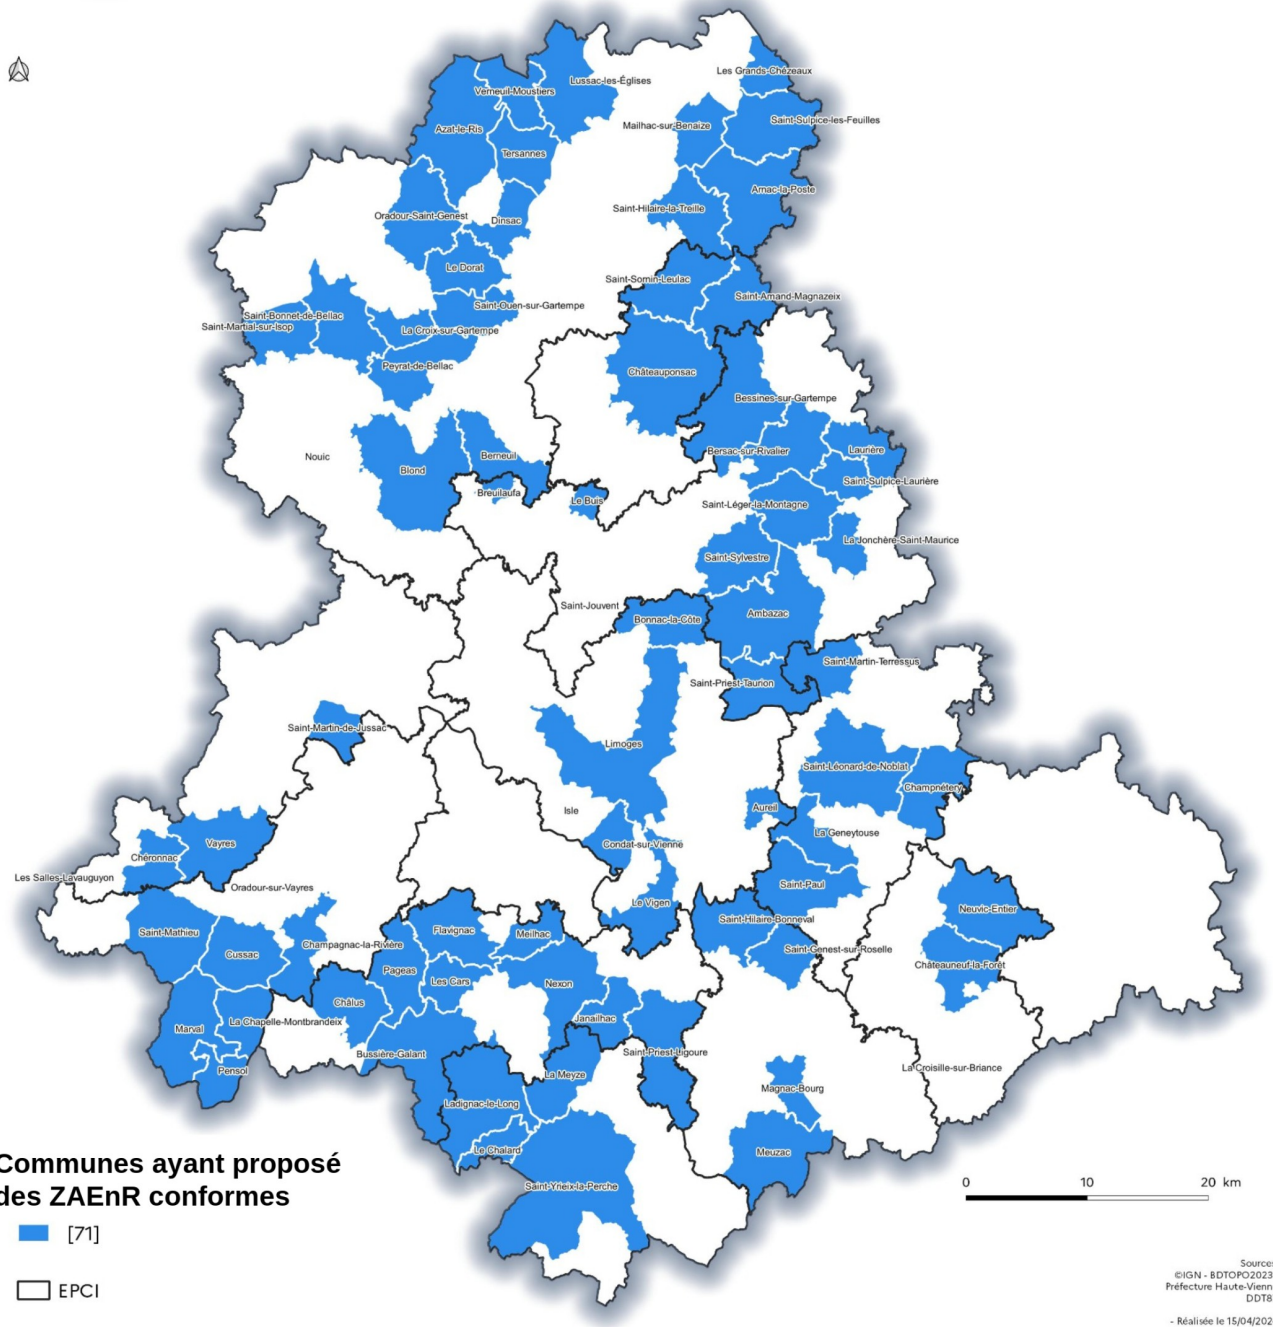 Lussac-les-Églises
Les Grands-Chézeaux
Verneuil-Moustiers
Saint-Sulpice-les-Feuilles
Mailhac-sur-Benaize
Azat-le-Ris
Tersannes
Arnac-la-Poste
Saint-Hilaire-la-Treille
Oradour-Saint-Genest
Dinsac
Le Dorat
Saint-Sornin-Leulac
Saint-Amand-Magnazeix
Saint-Ouen-sur-Gartempe
Saint-Bonnet-de-Bellac
Saint-Martial-sur-Isop
La Croix-sur-Gartempe
Peyrat-de-Bellac
Châteauponsac
Bessines-sur-Gartempe
Bersac-sur-Rivalier
Laurière
Nouic
Berneuil
Blond
Saint-Sulpice-Laurière
Breuilaufa
Le Buis
Saint-Léger-la-Montagne
La Jonchère-Saint-Maurice
Saint-Sylvestre
Saint-Jouvent
Ambazac
Bonnac-la-Côte
Saint-Martin-Terressus
Saint-Priest-Taurion
Saint-Martin-de-Jussac
Limoges
Saint-Léonard-de-Noblat
Champnétery
Aureil
Isle
La Geneytouse
Vayres
Condat-sur-Vienne
Chéronnac
Les Salles-Lavauguyon
Oradour-sur-Vayres
Saint-Paul
Le Vigen
Neuvic-Entier
Saint-Hilaire-Bonneval
Saint-Mathieu
Flavignac
Meilhac
Champagnac-la-Rivière
Saint-Genest-sur-Roselle
Cussac
Châteauneuf-la-Forêt
Pageas
Les Cars
Nexon
Châlus
Janailhac
La Chapelle-Montbrandeix
Marval
Bussière-Galant
Saint-Priest-Ligoure
Pensol
La Meyze
La Croisille-sur-Briance
Magnac-Bourg
Ladignac-le-Long
Le Chalard
Meuzac
Saint-Yrieix-la-Perche
Communes ayant proposé
des ZAEnR conformes
[71]
EPCI
0 10 20 km
Sources
©IGN - BDTOPO2023
Préfecture Haute-Vienn
DDT8
- Réalisée le 15/04/202